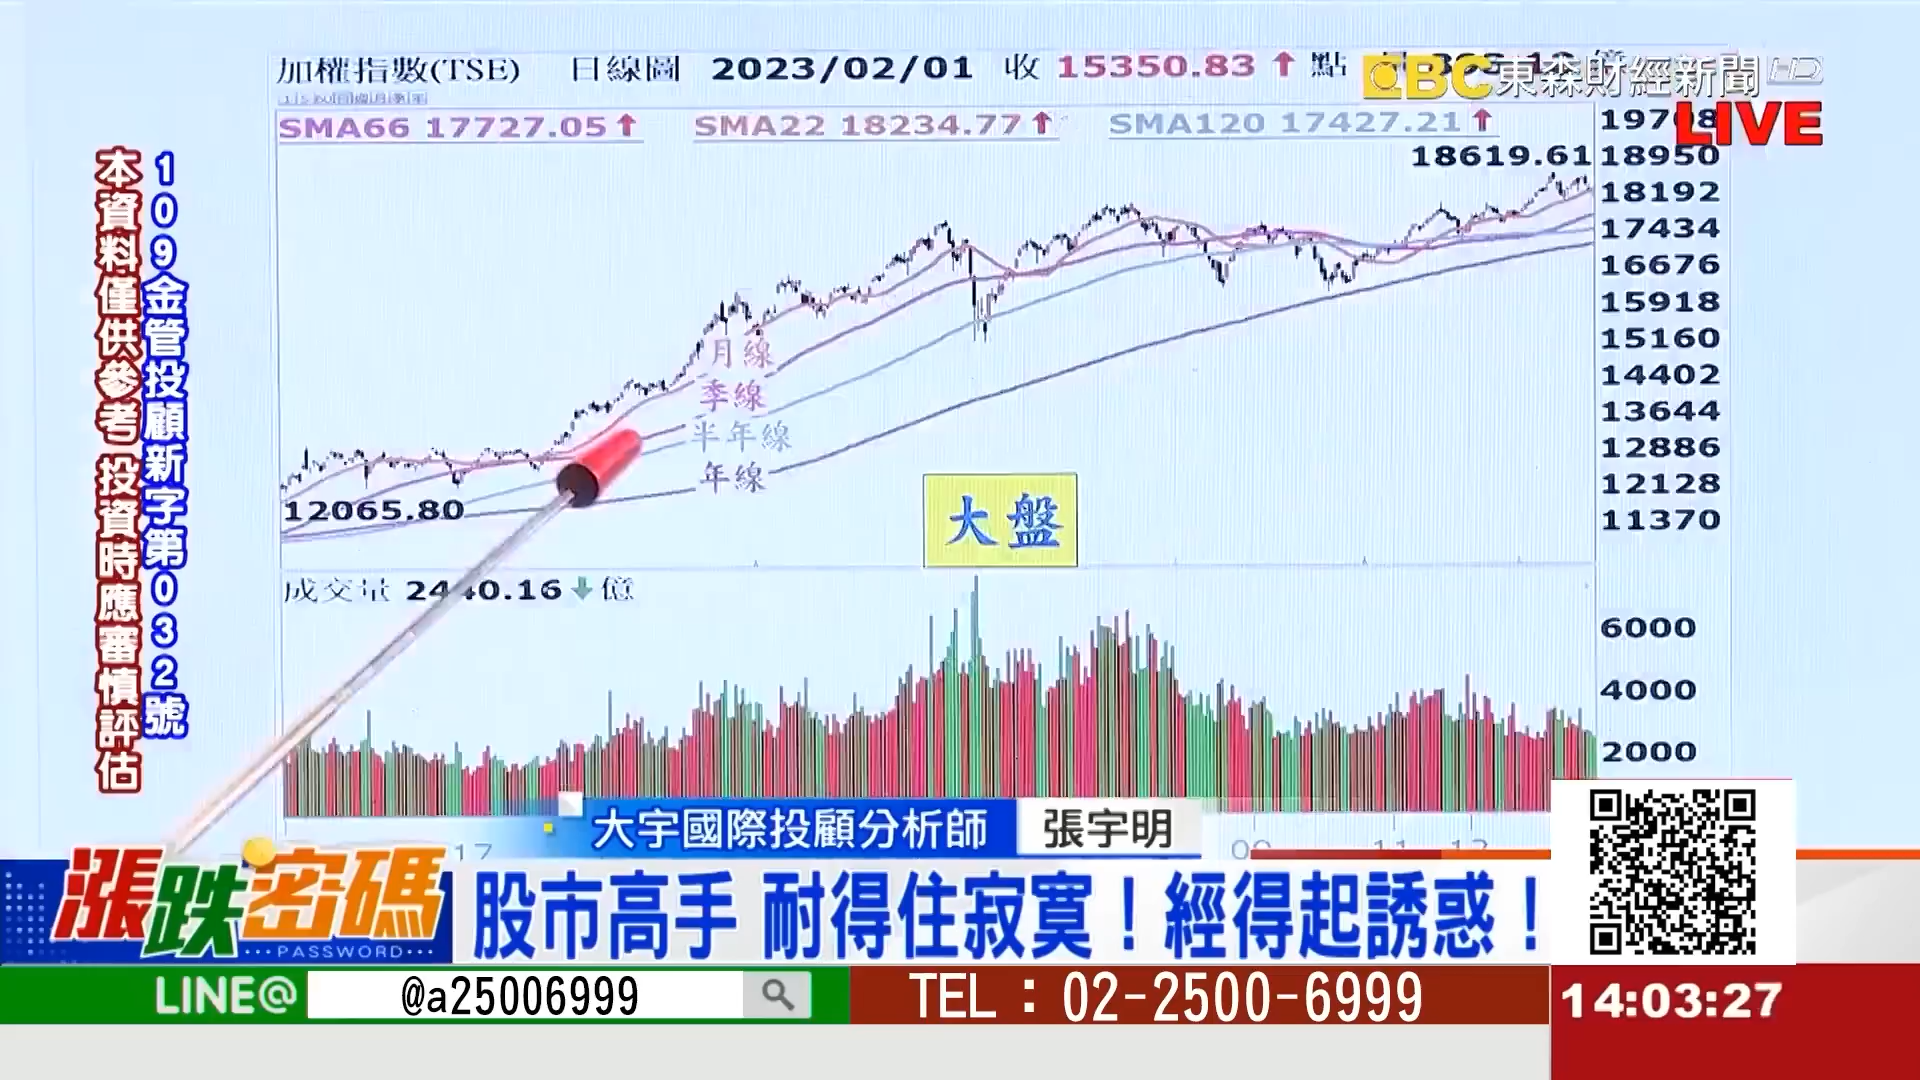 加權指數(TSE) 日線圖 2023/02/01 收 15350.83↑點
EBC東森財經新聞HD
LIVE
SMA66 17727.05↑ SMA22 18234.77↑ SMA120 17427.21↑
18619.61
18950
18192
17434
16676
15918
15160
14402
13644
12886
12128
11370
月線
季線
半年線
年線
12065.80
大盤
成交量 2440.16↓億
6000
4000
2000
109金管投顧新字第032號
本資料僅供參考 投資時應審慎評估
大宇國際投顧分析師 張宇明
漲跌密碼
PASSWORD
股市高手 耐得住寂寞！經得起誘惑！
LINE@ @a25006999
TEL：02-2500-6999
14:03:27